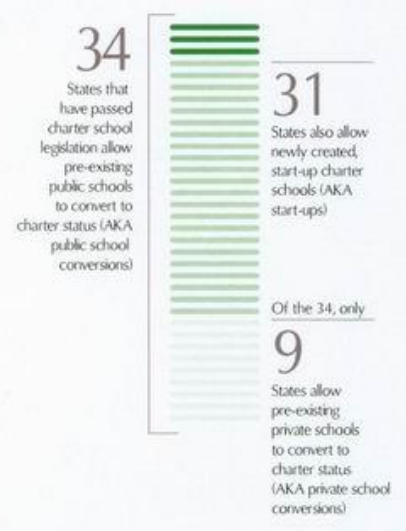 34
States that
have passed
charter school
legislation allow
pre-existing
public schools
to convert to
charter status (AKA
public school
conversions)
31
States also allow
newly created,
start-up charter
schools (AKA
start-ups)
Of the 34, only
9
States allow
pre-existing
private schools
to convert to
charter status
(AKA private school
conversions)